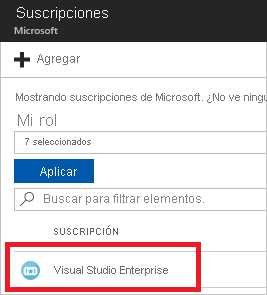 Suscripciones
Microsoft
Agregar
Mostrando suscripciones de Microsoft. ¿No ve
Mi rol
7 seleccionados
Aplicar
Buscar para filtrar elementos.
SUSCRIPCIÓN
Visual Studio Enterprise